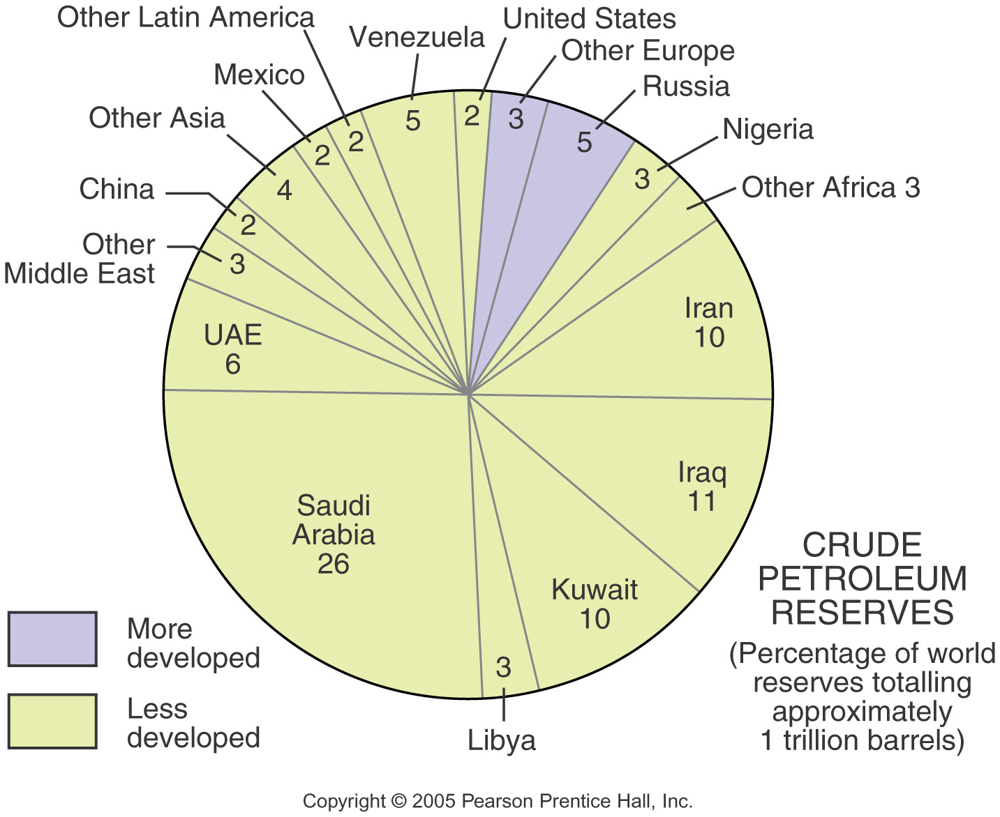 Other Latin America
Venezuela
United States
Other Europe
Russia
Mexico
Other Asia
China
Other
Middle East
Nigeria
Other Africa 3
2
2
5
2
3
5
3
4
2
3
UAE
6
Iran
10
Iraq
11
Saudi
Arabia
26
Kuwait
10
3
Libya
More
developed
Less
developed
CRUDE
PETROLEUM
RESERVES
(Percentage of world
reserves totalling
approximately
1 trillion barrels)
Copyright © 2005 Pearson Prentice Hall, Inc.